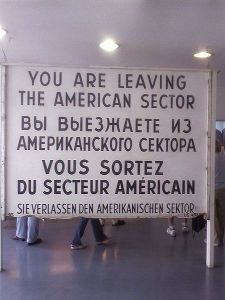 YOU ARE LEAVING
THE AMERICAN SECTOR
ВЫ ВЫЕЗЖАЕТЕ ИЗ
АМЕРИКАНСКОГО СЕКТОРА
VOUS SORTEZ
DU SECTEUR AMÉRICAIN
SIE VERLASSEN DEN AMERIKANISCHEN SEKTOR